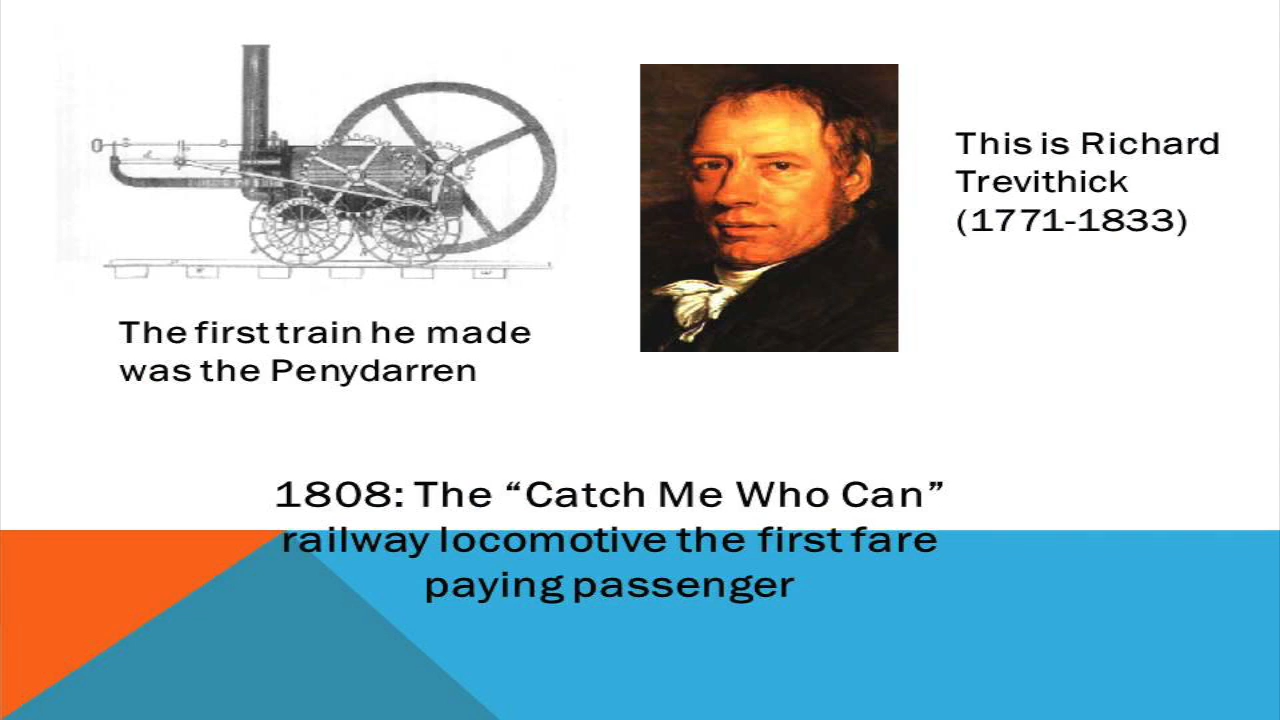 This is Richard
Trevithick
(1771-1833)
The first train he made
was the Penydarren
1808: The “Catch Me Who Can”
railway locomotive the first fare
paying passenger